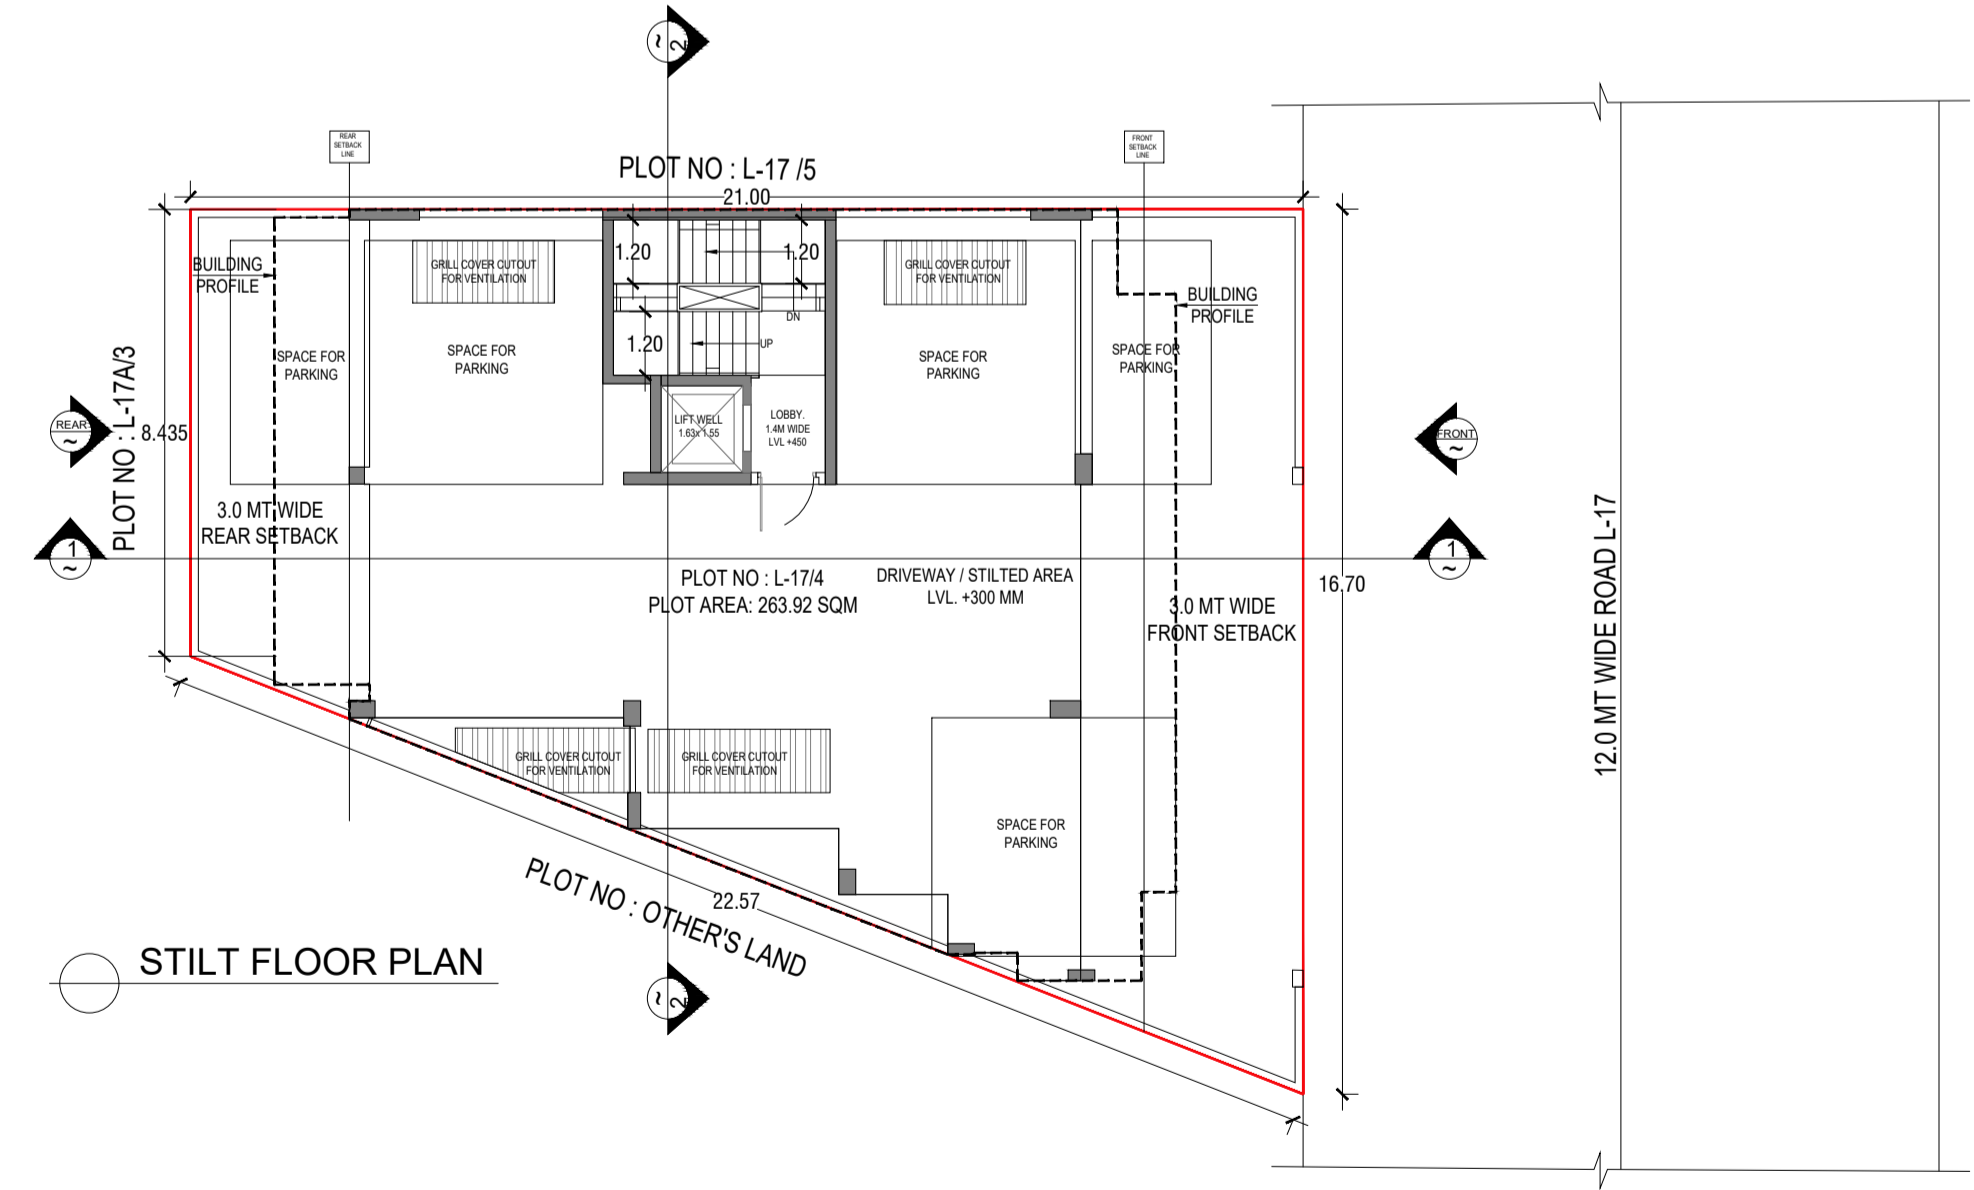 ~
2
REAR
SETBACK
LINE
FRONT
SETBACK
LINE
PLOT NO : L-17 /5
21.00
BUILDING
PROFILE
GRILL COVER CUTOUT
FOR VENTILATION
1.20
1.20
GRILL COVER CUTOUT
FOR VENTILATION
BUILDING
PROFILE
DN
1.20
UP
SPACE FOR
PARKING
SPACE FOR
PARKING
SPACE FOR
PARKING
SPACE FOR
PARKING
PLOT NO : L-17A/3
8.435
REAR
~
LIFT WELL
1.63x 1.55
LOBBY.
1.4M WIDE
LVL +450
FRONT
~
3.0 MT WIDE
REAR SETBACK
1
~
1
~
PLOT NO : L-17/4
PLOT AREA: 263.92 SQM
DRIVEWAY / STILTED AREA
LVL. +300 MM
3.0 MT WIDE
FRONT SETBACK
16.70
12.0 MT WIDE ROAD L-17
GRILL COVER CUTOUT
FOR VENTILATION
GRILL COVER CUTOUT
FOR VENTILATION
SPACE FOR
PARKING
22.57
PLOT NO : OTHER'S LAND
STILT FLOOR PLAN
~
2